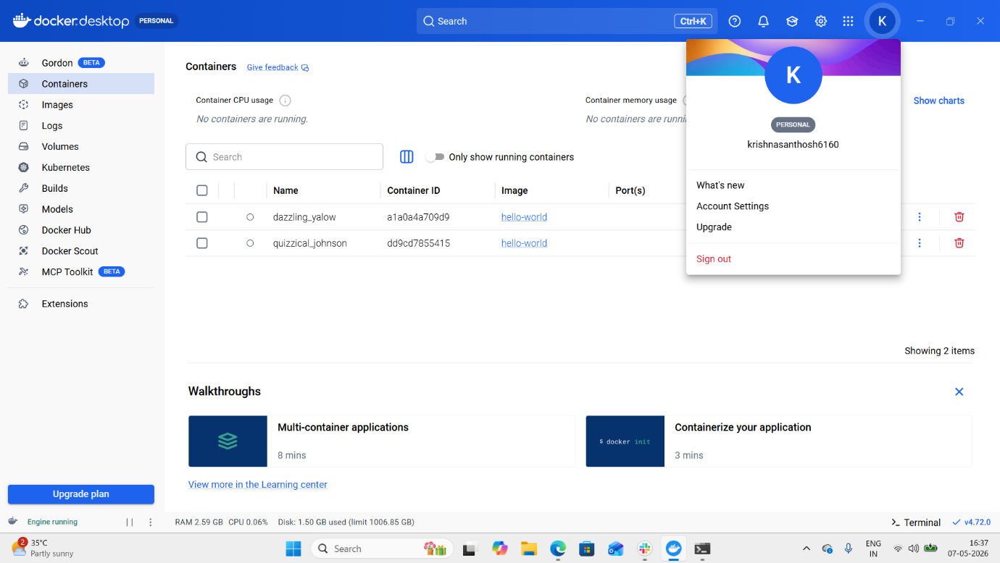 docker.desktop PERSONAL
Search Ctrl+K
K
Gordon BETA
Containers
Images
Logs
Volumes
Kubernetes
Builds
Models
Docker Hub
Docker Scout
MCP Toolkit BETA
Extensions
Upgrade plan
Containers Give feedback
Container CPU usage
No containers are running.
Container memory usage
No containers are runni
Show charts
Search
Only show running containers
Name Container ID Image Port(s)
dazzling_yalow a1a0a4a709d9 hello-world
quizzical_johnson dd9cd7855415 hello-world
K
PERSONAL
krishnasanthosh6160
What's new
Account Settings
Upgrade
Sign out
Showing 2 items
Walkthroughs
Multi-container applications
8 mins
$ docker init
Containerize your application
3 mins
View more in the Learning center
Engine running
RAM 2.59 GB CPU 0.06% Disk: 1.50 GB used (limit 1006.85 GB)
Terminal
v4.72.0
2
35°C
Partly sunny
Search
ENG
IN
16:37
07-05-2026